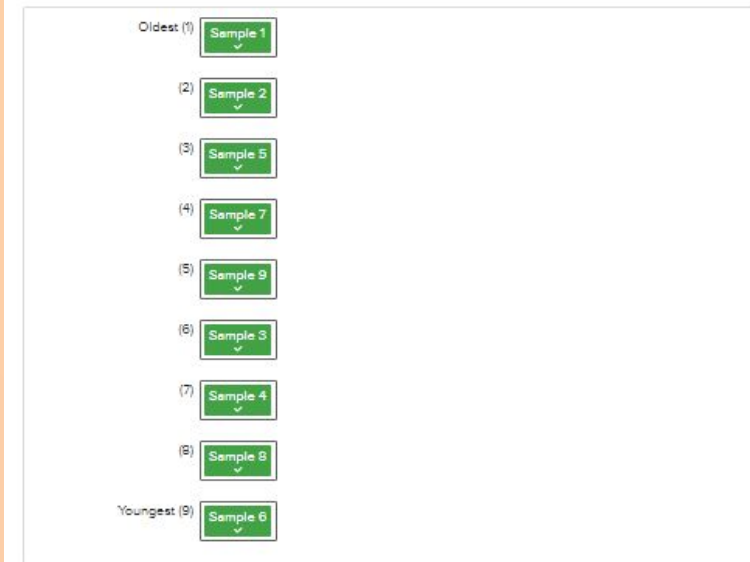 Oldest (1) Sample 1
(2) Sample 2
(3) Sample 5
(4) Sample 7
(5) Sample 9
(6) Sample 3
(7) Sample 4
(8) Sample 8
Youngest (9) Sample 6